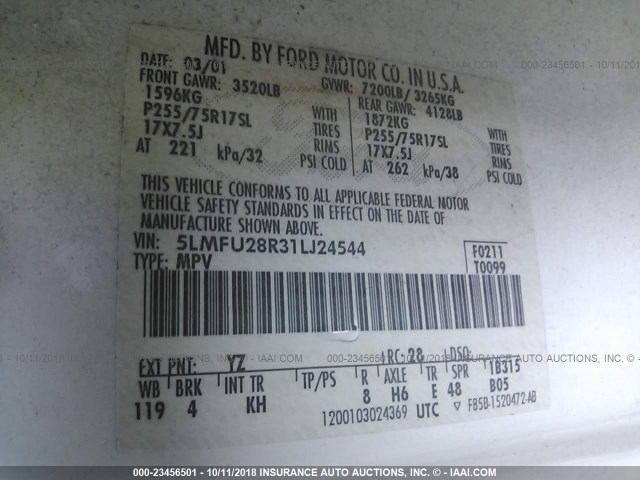 MFD. BY FORD MOTOR CO. IN U.S.A.
DATE: 03/01 GVWR: 7200LB/ 3265KG
FRONT GAWR: 3520LB REAR GAWR: 4128LB
1596KG 1872KG
P255/75R17SL WITH P255/75R17SL WITH
17X7.5J TIRES 17X7.5J TIRES
RIMS RIMS
AT 221 kPa/32 PSI COLD AT 262 kPa/38 PSI COLD
THIS VEHICLE CONFORMS TO ALL APPLICABLE FEDERAL MOTOR
VEHICLE SAFETY STANDARDS IN EFFECT ON THE DATE OF
MANUFACTURE SHOWN ABOVE.
VIN: 5LMFU28R31LJ24544 F0211
TYPE: MPV T0099
EXT PNT: YZ RC: 28 DSO:
WB BRK INT TR TP/PS R AXLE TR SPR 1B315
119 4 KH 8 H6 E 48 B05
1200103024369 UTC ▽ F85B-1520472-AB
000-23456501 - 10/11/2018 INSURANCE AUTO AUCTIONS, INC. - IAAI.COM